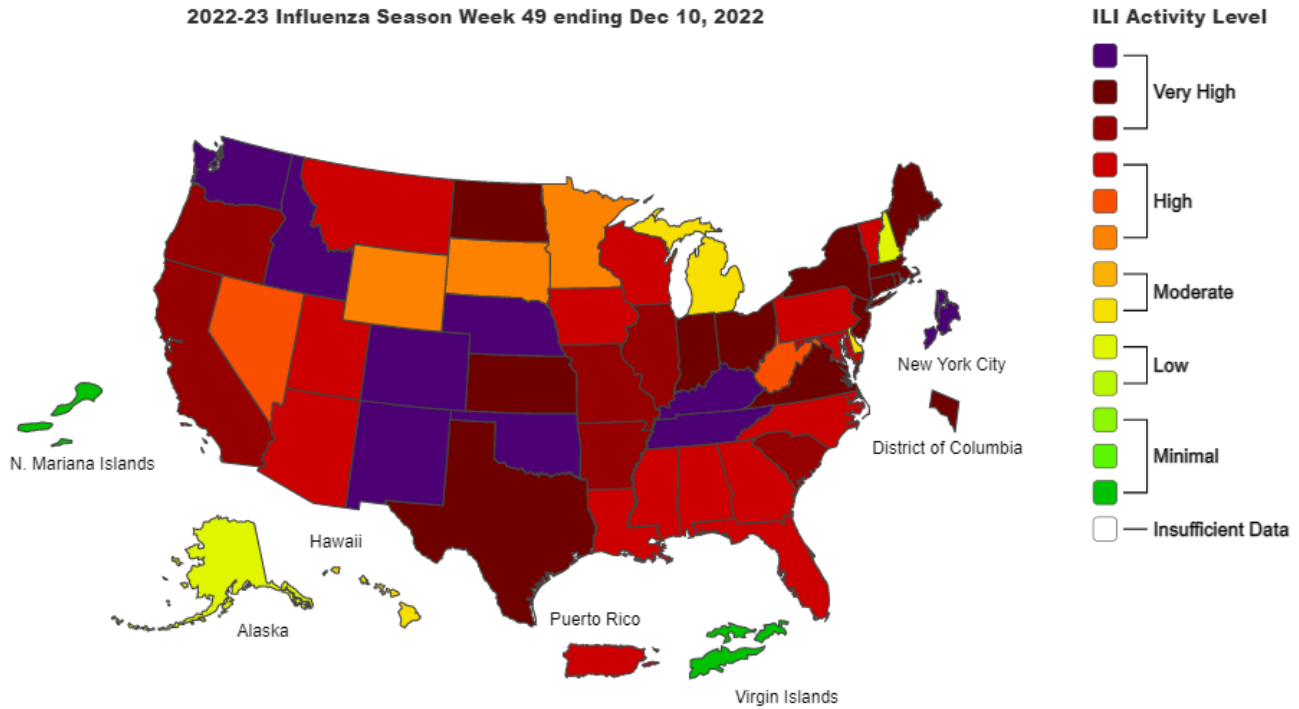 2022-23 Influenza Season Week 49 ending Dec 10, 2022
ILI Activity Level
Very High
High
Moderate
Low
Minimal
Insufficient Data
New York City
District of Columbia
N. Mariana Islands
Hawaii
Alaska
Puerto Rico
Virgin Islands